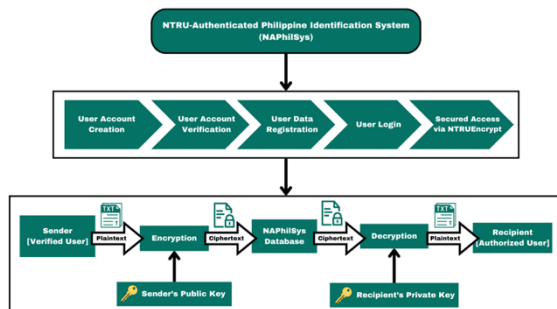 NTRU-Authenticated Philippine Identification System
(NAPhilSys)
User Account
Creation
User Account
Verification
User Data
Registration
User Login
Secured Access
via NTRUEncrypt
Sender
[Verified User]
TXT
Plaintext
Encryption
Ciphertext
NAPhilSys
Database
Ciphertext
Decryption
TXT
Plaintext
Recipient
[Authorized User]
Sender's Public Key
Recipient's Private Key